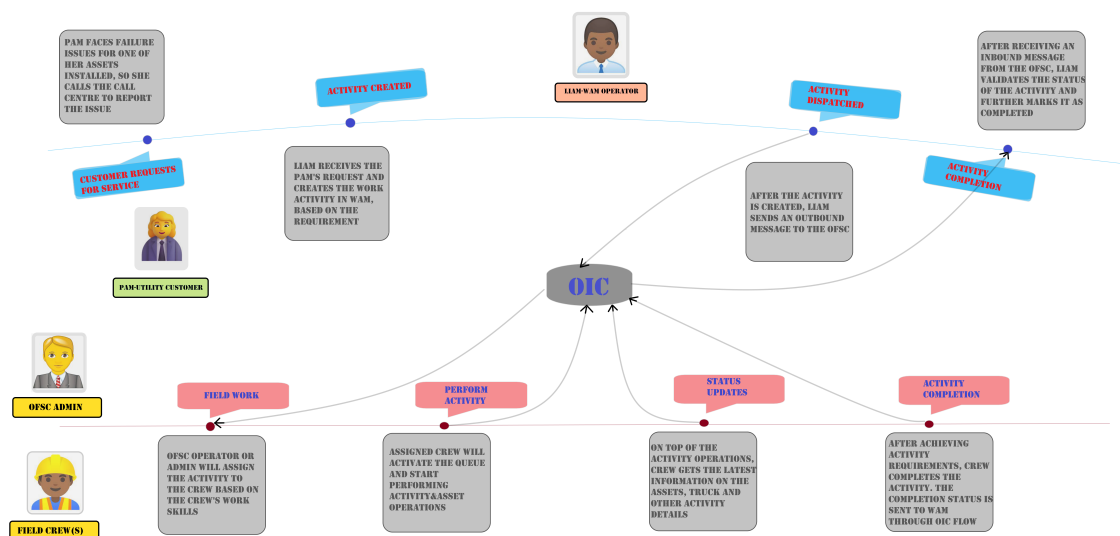 PAM FACES FAILURE
ISSUES FOR ONE OF
HER ASSETS
INSTALLED, SO SHE
CALLS THE CALL
CENTRE TO REPORT
THE ISSUE
CUSTOMER REQUESTS
FOR SERVICE
PAM-UTILITY CUSTOMER
ACTIVITY CREATED
LIAM RECEIVES THE
PAM'S REQUEST AND
CREATES THE WORK
ACTIVITY IN WAM,
BASED ON THE
REQUIREMENT
LIAM-WAM OPERATOR
ACTIVITY
DISPATCHED
AFTER THE ACTIVITY
IS CREATED, LIAM
SENDS AN OUTBOUND
MESSAGE TO THE OFSC
AFTER RECEIVING AN
INBOUND MESSAGE
FROM THE OFSC, LIAM
VALIDATES THE STATUS
OF THE ACTIVITY AND
FURTHER MARKS IT AS
COMPLETED
ACTIVITY
COMPLETION
OIC
OFSC ADMIN
FIELD CREW(S)
FIELD WORK
OFSC OPERATOR OR
ADMIN WILL ASSIGN
THE ACTIVITY TO
THE CREW BASED ON
THE CREW'S WORK
SKILLS
PERFORM
ACTIVITY
ASSIGNED CREW WILL
ACTIVATE THE QUEUE
AND START
PERFORMING
ACTIVITY&ASSET
OPERATIONS
STATUS
UPDATES
ON TOP OF THE
ACTIVITY OPERATIONS,
CREW GETS THE LATEST
INFORMATION ON THE
ASSETS, TRUCK AND
OTHER ACTIVITY
DETAILS
ACTIVITY
COMPLETION
AFTER ACHIEVING
ACTIVITY
REQUIREMENTS, CREW
COMPLETES THE
ACTIVITY. THE
COMPLETION STATUS IS
SENT TO WAM
THROUGH OIC FLOW